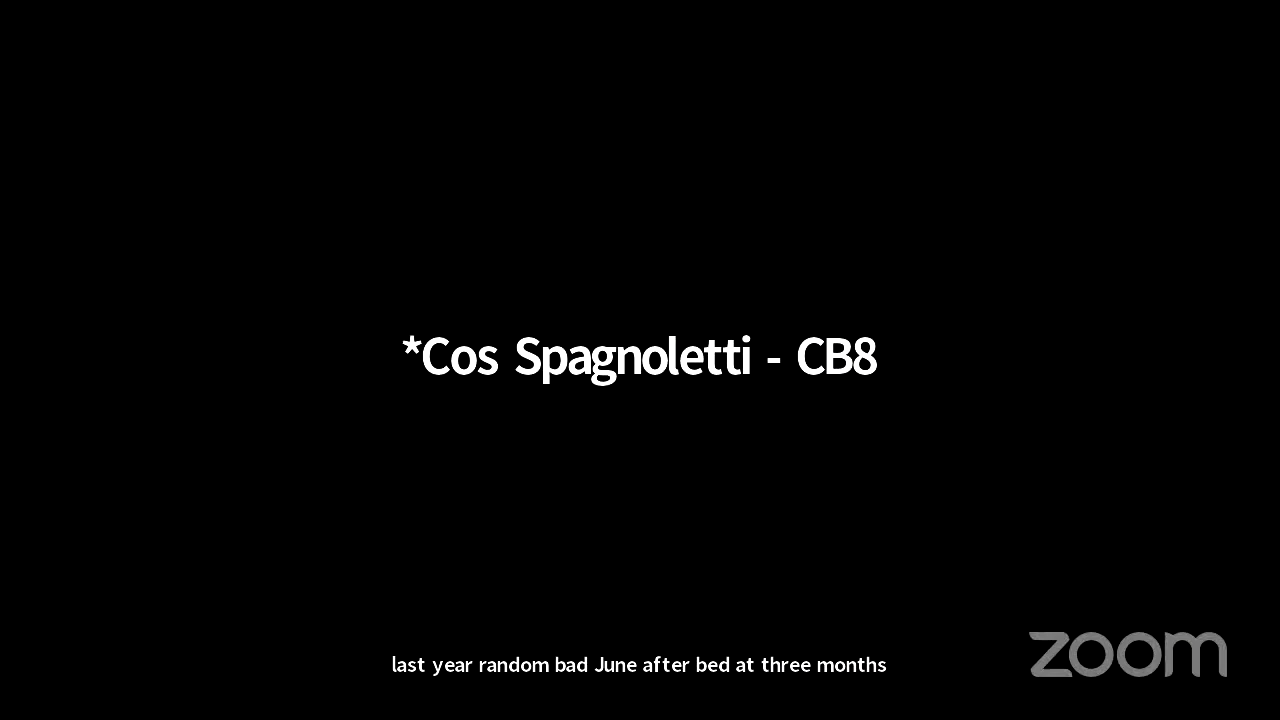 *Cos Spagnoletti - CB8
last year random bad June after bed at three months
zoom